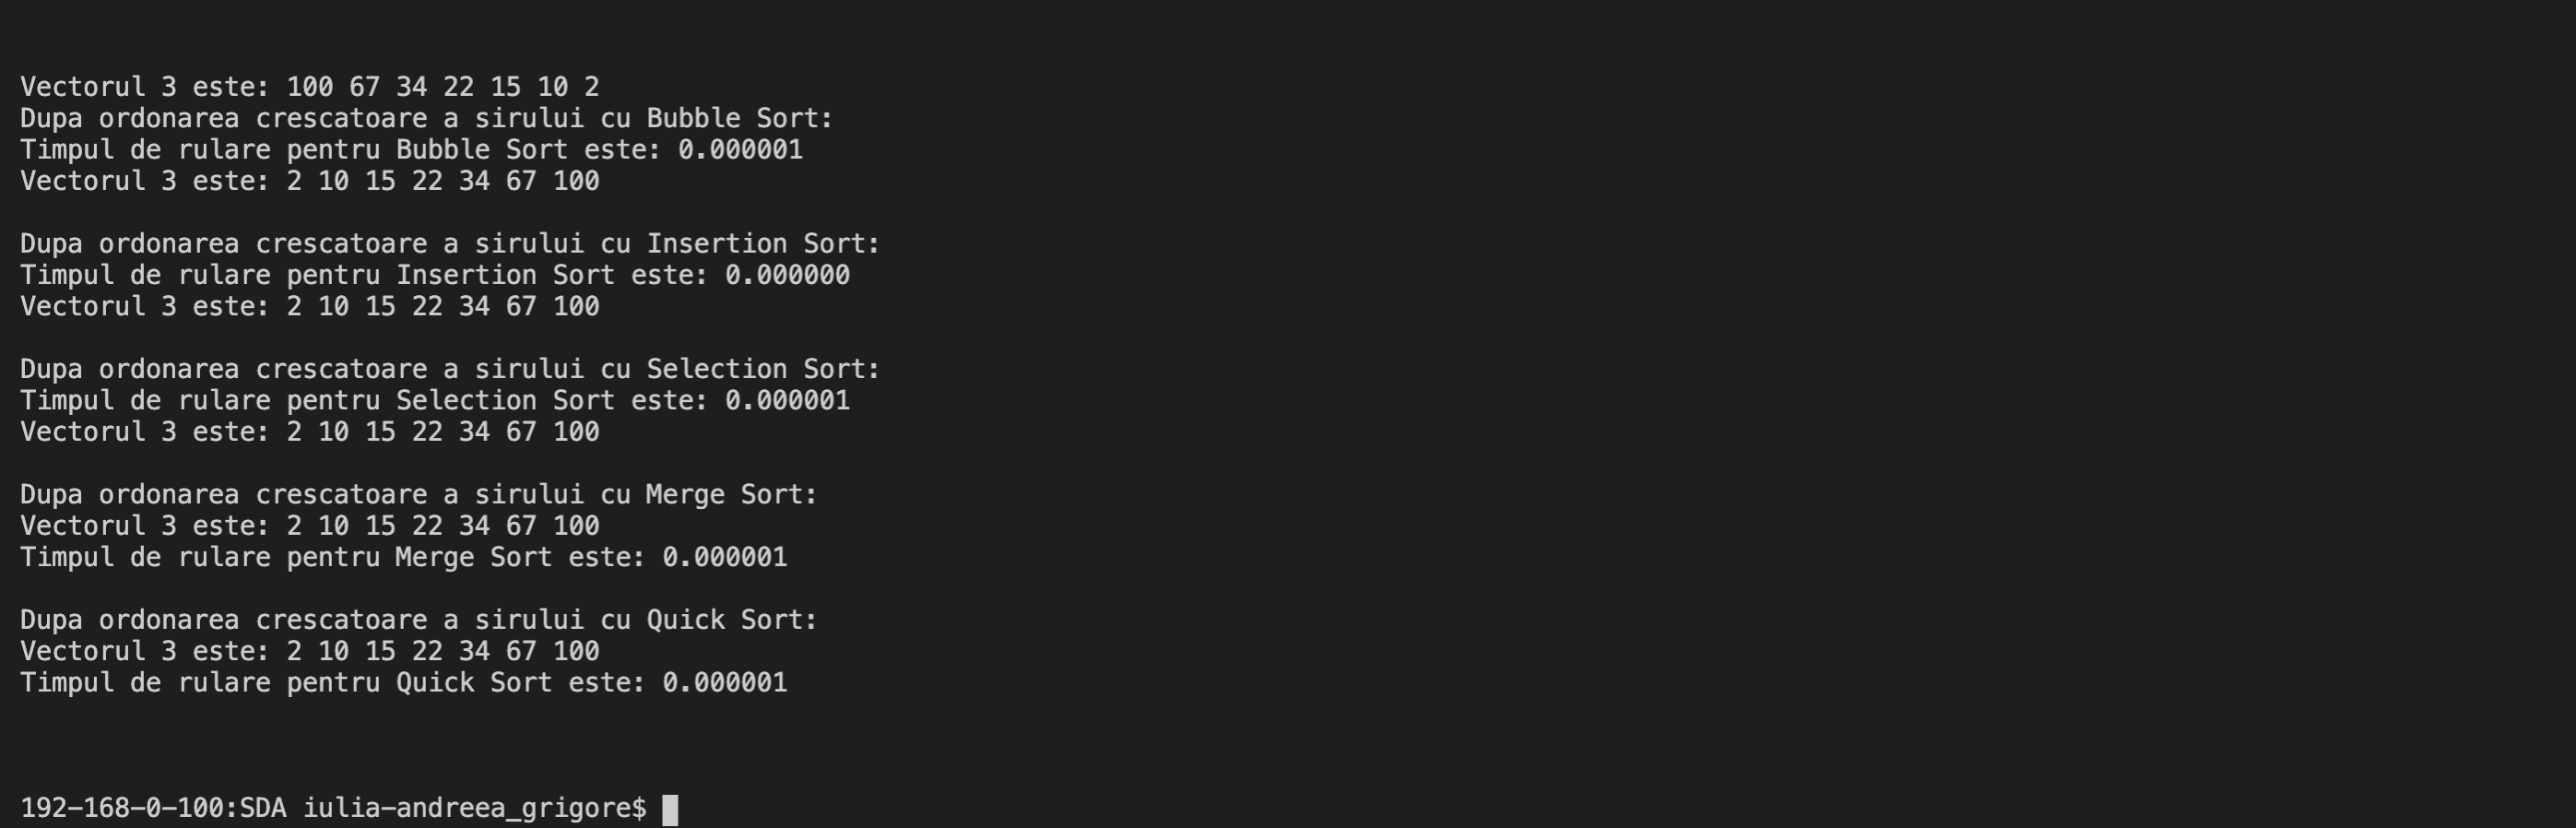 Vectorul 3 este: 100 67 34 22 15 10 2
Dupa ordonarea crescatoare a sirului cu Bubble Sort:
Timpul de rulare pentru Bubble Sort este: 0.000001
Vectorul 3 este: 2 10 15 22 34 67 100
Dupa ordonarea crescatoare a sirului cu Insertion Sort:
Timpul de rulare pentru Insertion Sort este: 0.000000
Vectorul 3 este: 2 10 15 22 34 67 100
Dupa ordonarea crescatoare a sirului cu Selection Sort:
Timpul de rulare pentru Selection Sort este: 0.000001
Vectorul 3 este: 2 10 15 22 34 67 100
Dupa ordonarea crescatoare a sirului cu Merge Sort:
Vectorul 3 este: 2 10 15 22 34 67 100
Timpul de rulare pentru Merge Sort este: 0.000001
Dupa ordonarea crescatoare a sirului cu Quick Sort:
Vectorul 3 este: 2 10 15 22 34 67 100
Timpul de rulare pentru Quick Sort este: 0.000001
192-168-0-100:SDA iulia-andreea_grigore$